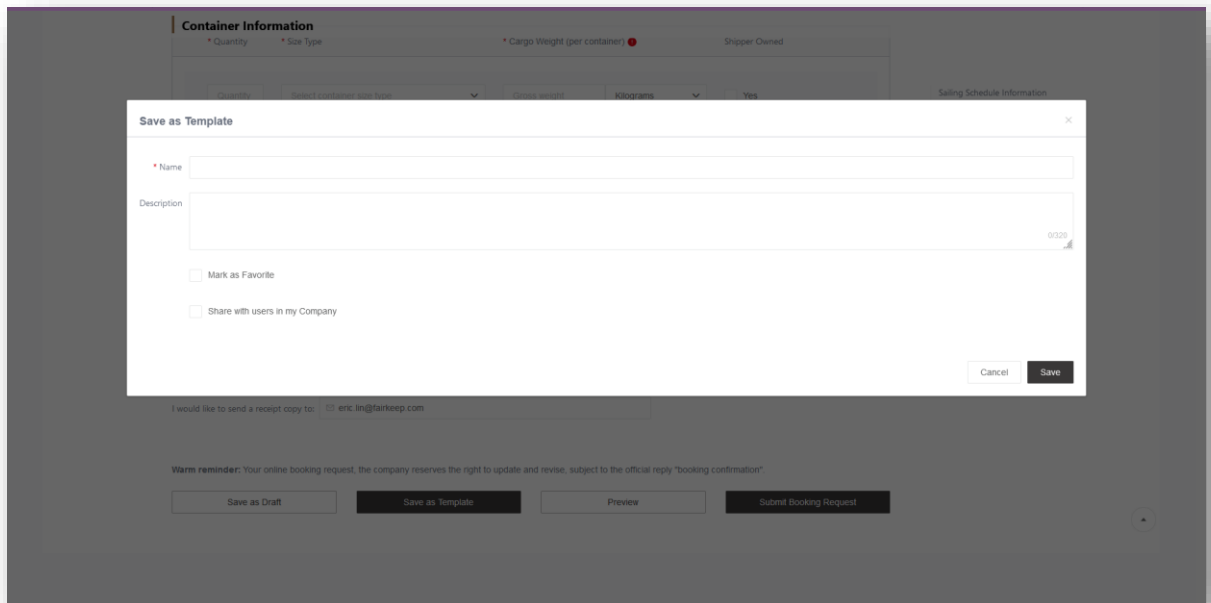 Container Information
* Quantity * Size Type * Cargo Weight (per container) Shipper Owned
Quantity Select container size type Gross weight Kilograms Yes
Sailing Schedule Information
Save as Template ×
* Name
Description
0/320
Mark as Favorite
Share with users in my Company
Cancel Save
I would like to send a receipt copy to: eric.lin@fairkeep.com
Warm reminder: Your online booking request, the company reserves the right to update and revise, subject to the official reply "booking confirmation".
Save as Draft Save as Template Preview Submit Booking Request